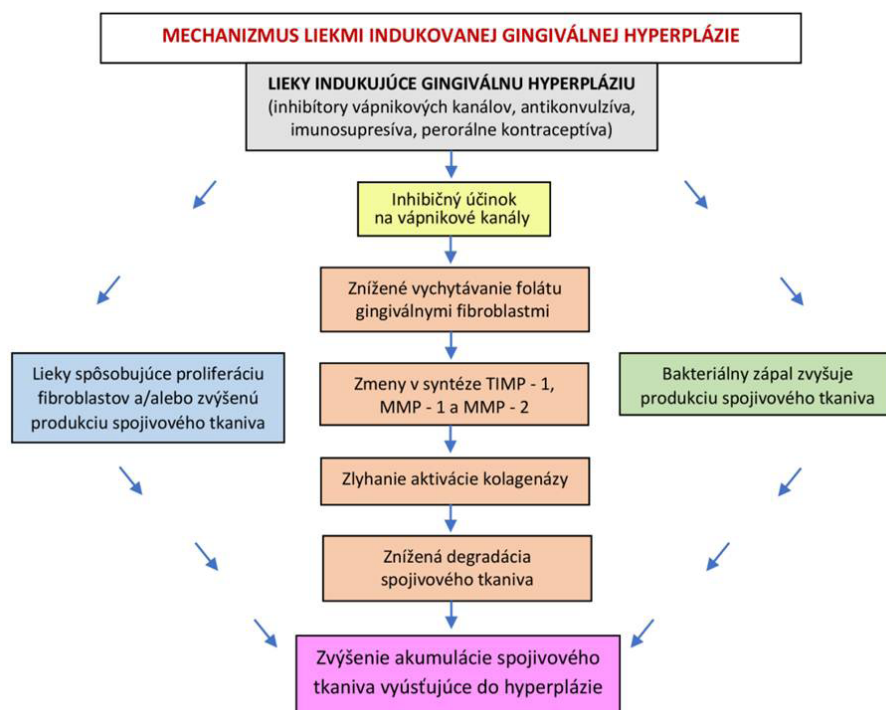 MECHANIZMUS LIEKMI INDUKOVANEJ GINGIVÁLNEJ HYPERPLÁZIE
LIEKY INDUKUJÚCE GINGIVÁLNU HYPERPLÁZIU
(inhibítory vápnikových kanálov, antikonvulzíva,
imunosupresíva, perorálne kontraceptíva)
Inhibičný účinok
na vápnikové kanály
Znížené vychytávanie folátu
gingiválnymi fibroblastmi
Lieky spôsobujúce proliferáciu
fibroblastov a/alebo zvýšenú
produkciu spojivového tkaniva
Zmeny v syntéze TIMP - 1,
MMP - 1 a MMP - 2
Bakteriálny zápal zvyšuje
produkciu spojivového tkaniva
Zlyhanie aktivácie kolagenázy
Znížená degradácia
spojivového tkaniva
Zvýšenie akumulácie spojivového
tkaniva vyúsťujúce do hyperplázie